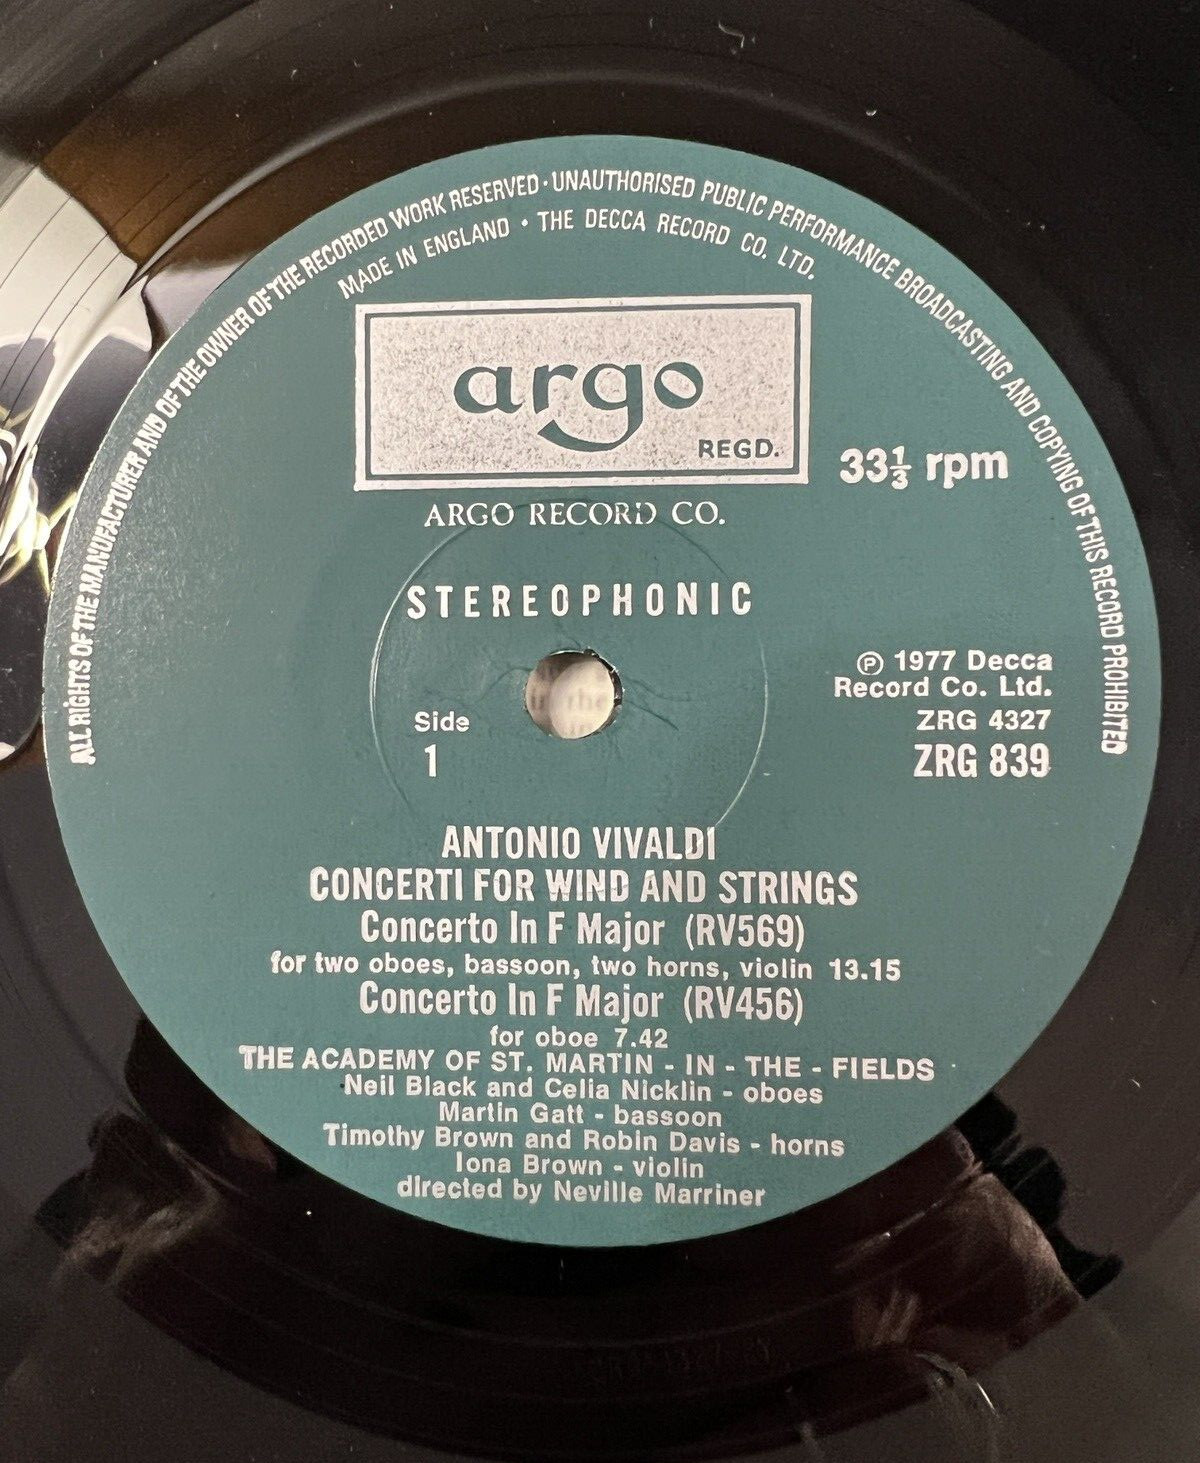 ALL RIGHTS OF THE MANUFACTURER AND OF THE OWNER OF THE RECORDED WORK RESERVED · UNAUTHORISED PUBLIC PERFORMANCE BROADCASTING AND COPYING OF THIS RECORD PROHIBITED
MADE IN ENGLAND · THE DECCA RECORD CO. LTD.
argo
REGD.
33⅓ rpm
ARGO RECORD CO.
STEREOPHONIC
℗ 1977 Decca
Record Co. Ltd.
ZRG 4327
ZRG 839
Side
1
ANTONIO VIVALDI
CONCERTI FOR WIND AND STRINGS
Concerto In F Major (RV569)
for two oboes, bassoon, two horns, violin 13.15
Concerto In F Major (RV456)
for oboe 7.42
THE ACADEMY OF ST. MARTIN - IN - THE - FIELDS
Neil Black and Celia Nicklin - oboes
Martin Gatt - bassoon
Timothy Brown and Robin Davis - horns
Iona Brown - violin
directed by Neville Marriner